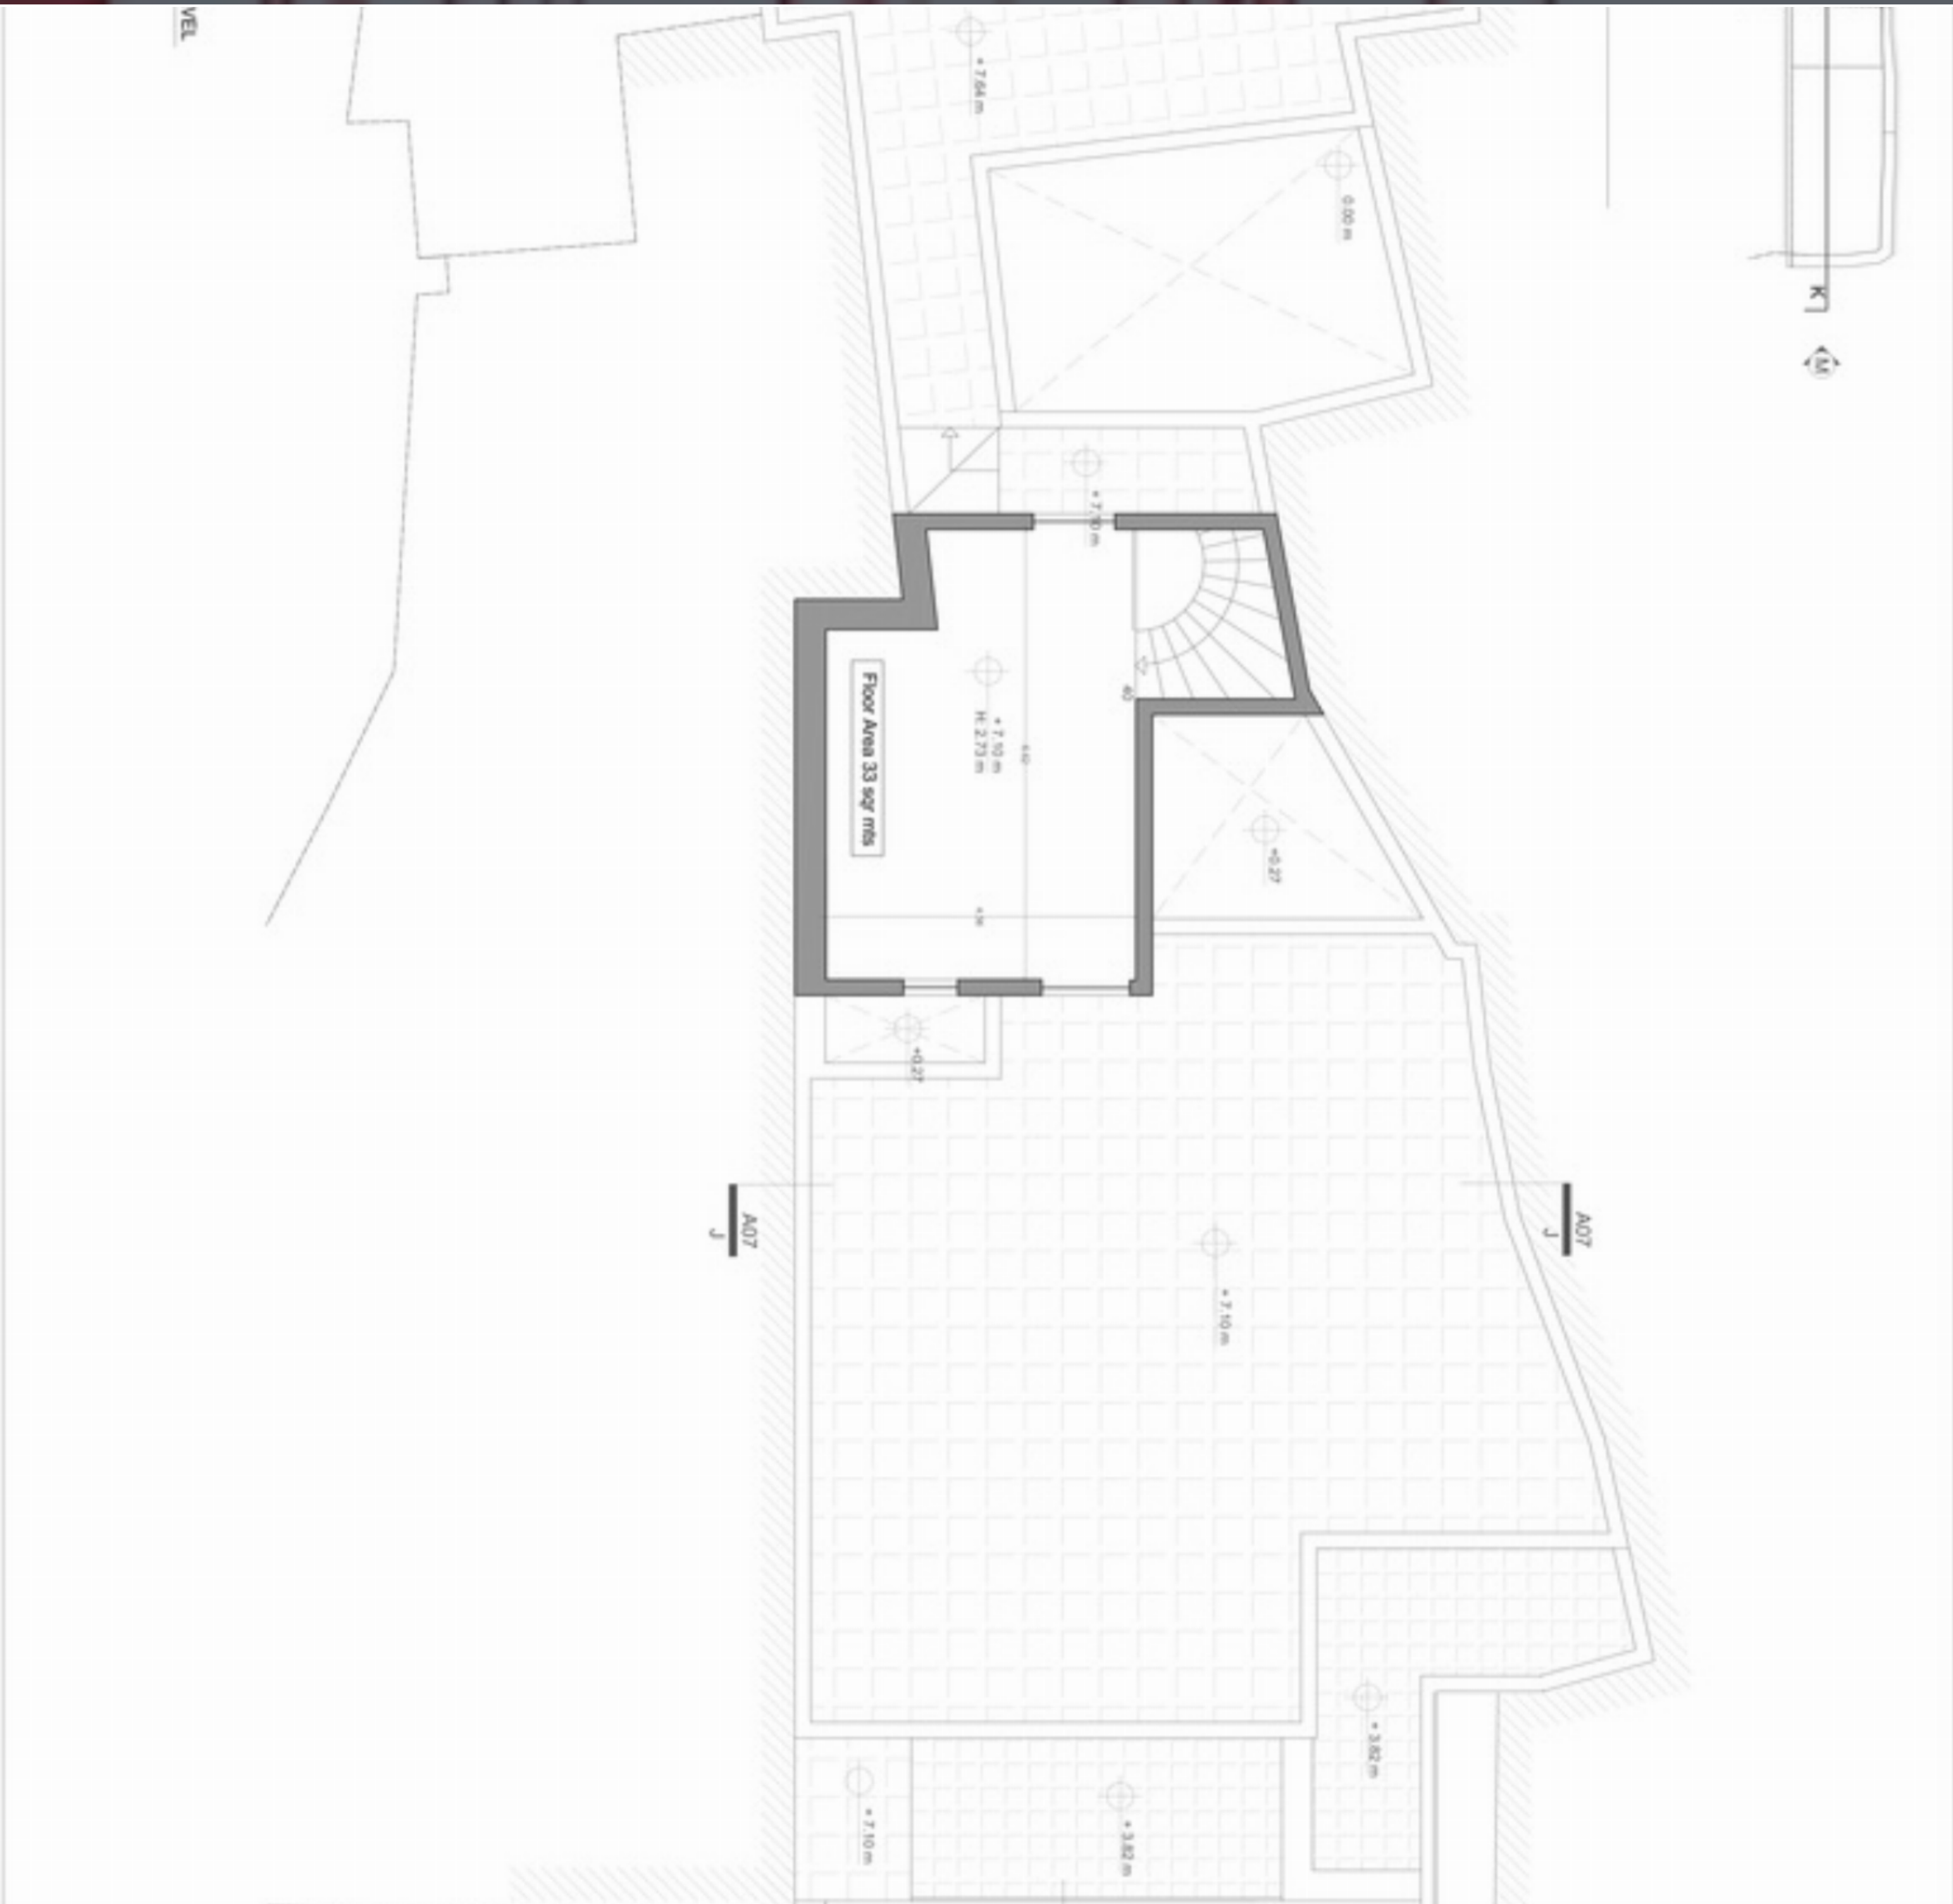 VEL
+ 7.64 m
0.00 m
K
M
+ 7.10 m
40
+ 7.10 m
H: 2.73 m
Floor Area 33 sqr mts
+0.27
+0.27
A07
J
A07
J
+ 7.10 m
+ 3.82 m
+ 7.10 m
+ 3.82 m